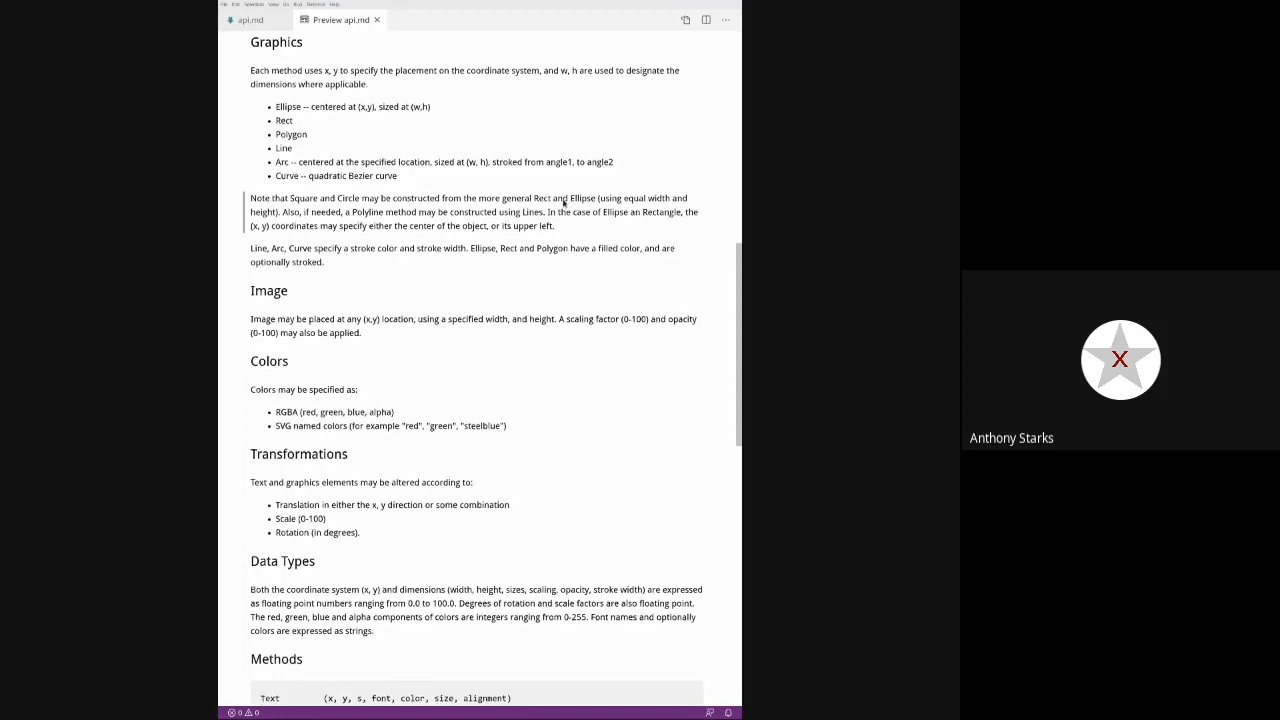 File Edit Selection View Go Run Terminal Help
api.md
Preview api.md
Graphics
Each method uses x, y to specify the placement on the coordinate system, and w, h are used to designate the
dimensions where applicable.
• Ellipse -- centered at (x,y), sized at (w,h)
• Rect
• Polygon
• Line
• Arc -- centered at the specified location, sized at (w, h), stroked from angle1, to angle2
• Curve -- quadratic Bezier curve
Note that Square and Circle may be constructed from the more general Rect and Ellipse (using equal width and
height). Also, if needed, a Polyline method may be constructed using Lines. In the case of Ellipse an Rectangle, the
(x, y) coordinates may specify either the center of the object, or its upper left.
Line, Arc, Curve specify a stroke color and stroke width. Ellipse, Rect and Polygon have a filled color, and are
optionally stroked.
Image
Image may be placed at any (x,y) location, using a specified width, and height. A scaling factor (0-100) and opacity
(0-100) may also be applied.
Colors
Colors may be specified as:
• RGBA (red, green, blue, alpha)
• SVG named colors (for example "red", "green", "steelblue")
Transformations
Text and graphics elements may be altered according to:
• Translation in either the x, y direction or some combination
• Scale (0-100)
• Rotation (in degrees).
Data Types
Both the coordinate system (x, y) and dimensions (width, height, sizes, scaling, opacity, stroke width) are expressed
as floating point numbers ranging from 0.0 to 100.0. Degrees of rotation and scale factors are also floating point.
The red, green, blue and alpha components of colors are integers ranging from 0-255. Font names and optionally
colors are expressed as strings.
Methods
Text (x, y, s, font, color, size, alignment)
0 0
X
Anthony Starks